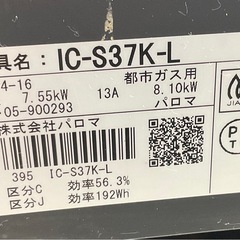 具名: IC-S37K-L
4-16 都市ガス用
7.55kW 13A 8.10kW
-05-900293 パロマ
株式会社パロマ
395 IC-S37K-L
区分C 効率56.3%
区分J 効率192Wh
JIA
PT